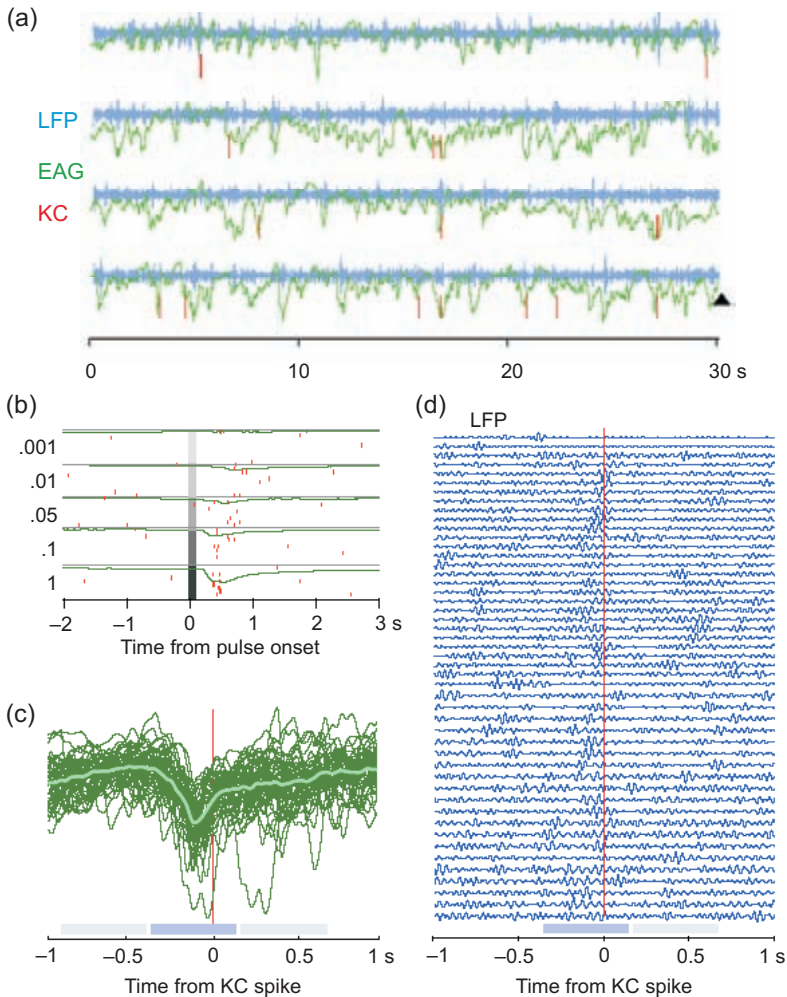 (a)
LFP
EAG
KC
0 10 20 30 s
(b)
.001
.01
.05
.1
1
–2 –1 0 1 2 3 s
Time from pulse onset
(c)
–1 –0.5 0 0.5 1 s
Time from KC spike
(d)
LFP
–1 –0.5 0 0.5 1 s
Time from KC spike